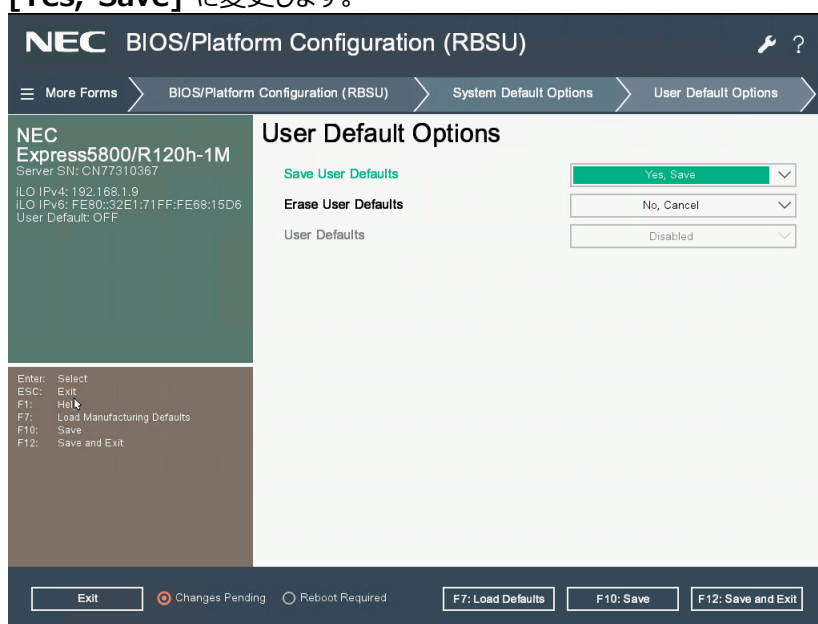 [Yes, Save] に変更します。
NEC BIOS/Platform Configuration (RBSU)
?
More Forms
BIOS/Platform Configuration (RBSU)
System Default Options
User Default Options
NEC
Express5800/R120h-1M
Server SN: CN77310367
iLO IPv4: 192.168.1.9
iLO IPv6: FE80::32E1:71FF:FE68:15D6
User Default: OFF
User Default Options
Save User Defaults Yes, Save
Erase User Defaults No, Cancel
User Defaults Disabled
Enter: Select
ESC: Exit
F1: Help
F7: Load Manufacturing Defaults
F10: Save
F12: Save and Exit
Exit
Changes Pending
Reboot Required
F7: Load Defaults
F10: Save
F12: Save and Exit